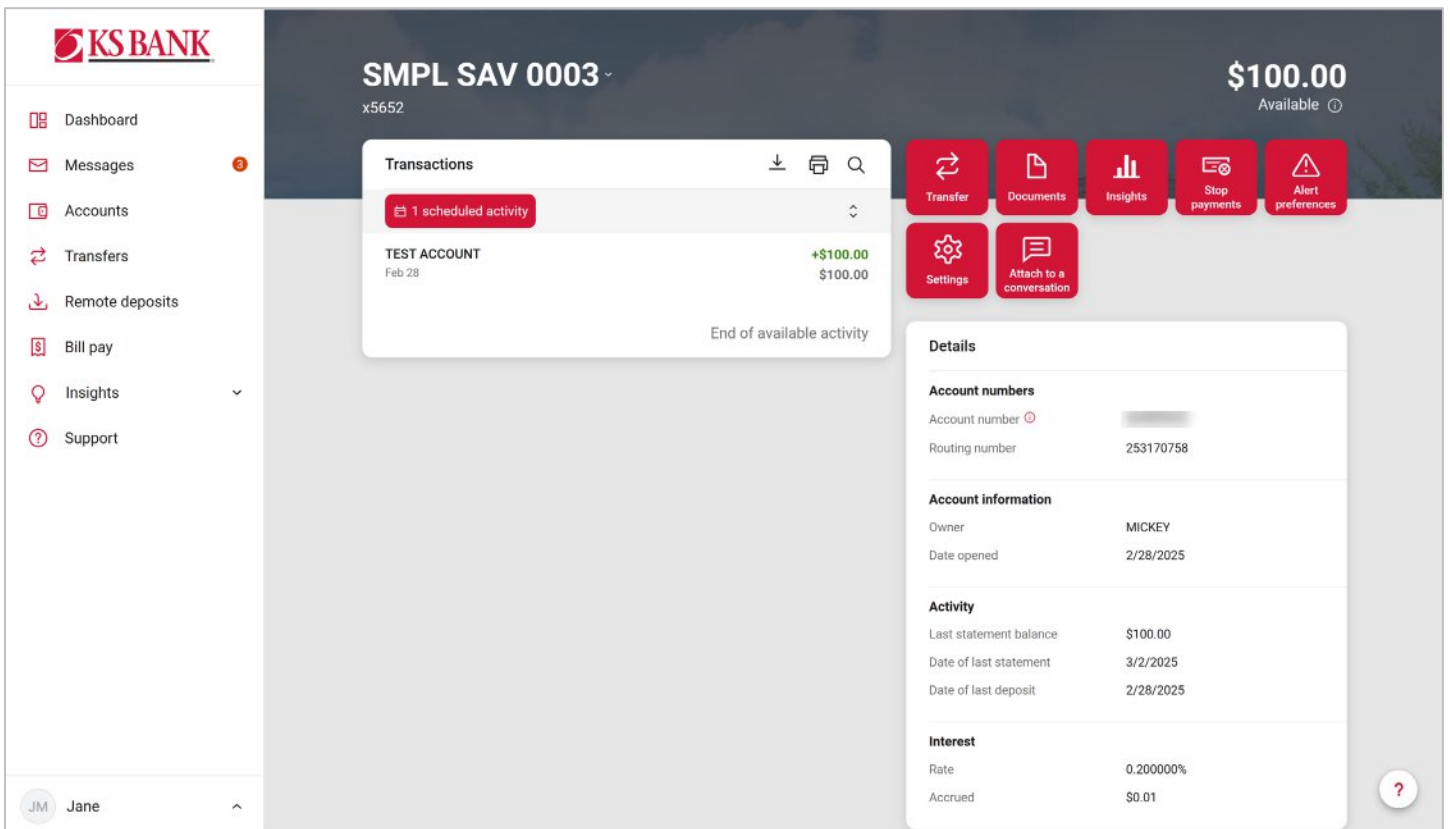 KS BANK
Dashboard
Messages 3
Accounts
Transfers
Remote deposits
Bill pay
Insights
Support
JM Jane
SMPL SAV 0003
x5652
$100.00
Available
Transactions
1 scheduled activity
TEST ACCOUNT +$100.00
Feb 28 $100.00
End of available activity
Transfer
Documents
Insights
Stop
payments
Alert
preferences
Settings
Attach to a
conversation
Details
Account numbers
Account number
Routing number 253170758
Account information
Owner MICKEY
Date opened 2/28/2025
Activity
Last statement balance $100.00
Date of last statement 3/2/2025
Date of last deposit 2/28/2025
Interest
Rate 0.200000%
Accrued $0.01
?